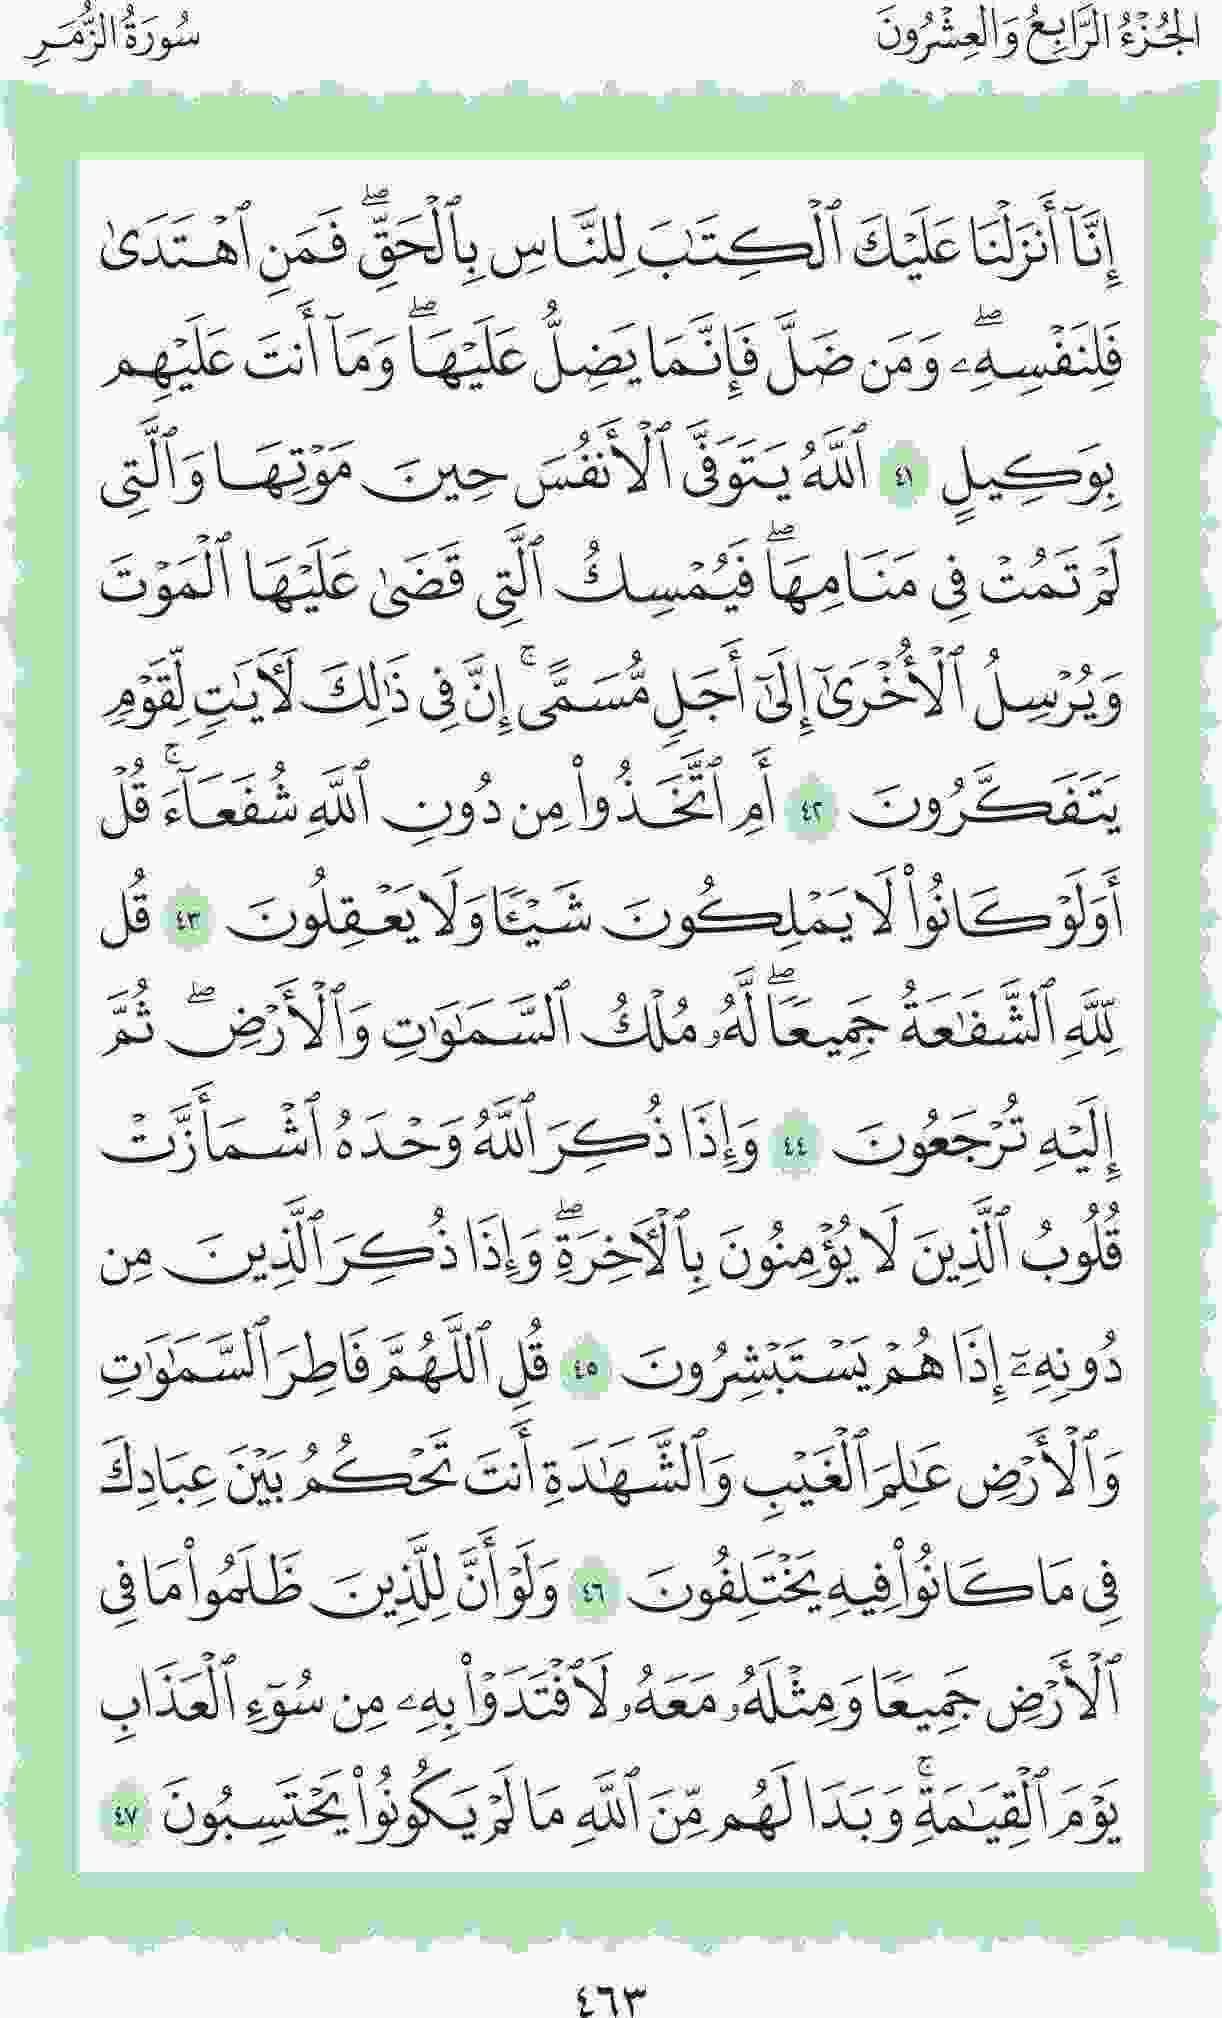 الجُزْءُ الرَّابِعُ وَالعِشْرُونَ
سُورَةُ الزُّمَرِ
إِنَّآ أَنزَلْنَا عَلَيْكَ ٱلْكِتَٰبَ لِلنَّاسِ بِٱلْحَقِّۖ فَمَنِ ٱهْتَدَىٰ
فَلِنَفْسِهِۦۖ وَمَن ضَلَّ فَإِنَّمَا يَضِلُّ عَلَيْهَاۖ وَمَآ أَنتَ عَلَيْهِم
بِوَكِيلٍ ٤١ ٱللَّهُ يَتَوَفَّى ٱلْأَنفُسَ حِينَ مَوْتِهَا وَٱلَّتِى
لَمْ تَمُتْ فِى مَنَامِهَاۖ فَيُمْسِكُ ٱلَّتِى قَضَىٰ عَلَيْهَا ٱلْمَوْتَ
وَيُرْسِلُ ٱلْأُخْرَىٰٓ إِلَىٰٓ أَجَلٍ مُّسَمًّىۚ إِنَّ فِى ذَٰلِكَ لَءَايَٰتٍ لِّقَوْمٍ
يَتَفَكَّرُونَ ٤٢ أَمِ ٱتَّخَذُوا۟ مِن دُونِ ٱللَّهِ شُفَعَآءَۚ قُلْ
أَوَلَوْ كَانُوا۟ لَا يَمْلِكُونَ شَيْـًٔا وَلَا يَعْقِلُونَ ٤٣ قُل
لِّلَّهِ ٱلشَّفَٰعَةُ جَمِيعًاۖ لَّهُۥ مُلْكُ ٱلسَّمَٰوَٰتِ وَٱلْأَرْضِۖ ثُمَّ
إِلَيْهِ تُرْجَعُونَ ٤٤ وَإِذَا ذُكِرَ ٱللَّهُ وَحْدَهُ ٱشْمَأَزَّتْ
قُلُوبُ ٱلَّذِينَ لَا يُؤْمِنُونَ بِٱلْءَاخِرَةِۖ وَإِذَا ذُكِرَ ٱلَّذِينَ مِن
دُونِهِۦٓ إِذَا هُمْ يَسْتَبْشِرُونَ ٤٥ قُلِ ٱللَّهُمَّ فَاطِرَ ٱلسَّمَٰوَٰتِ
وَٱلْأَرْضِ عَٰلِمَ ٱلْغَيْبِ وَٱلشَّهَٰدَةِ أَنتَ تَحْكُمُ بَيْنَ عِبَادِكَ
فِى مَا كَانُوا۟ فِيهِ يَخْتَلِفُونَ ٤٦ وَلَوْ أَنَّ لِلَّذِينَ ظَلَمُوا۟ مَا فِى
ٱلْأَرْضِ جَمِيعًا وَمِثْلَهُۥ مَعَهُۥ لَٱفْتَدَوْا۟ بِهِۦ مِن سُوٓءِ ٱلْعَذَابِ
يَوْمَ ٱلْقِيَٰمَةِۚ وَبَدَا لَهُم مِّنَ ٱللَّهِ مَا لَمْ يَكُونُوا۟ يَحْتَسِبُونَ ٤٧
٤٦٣